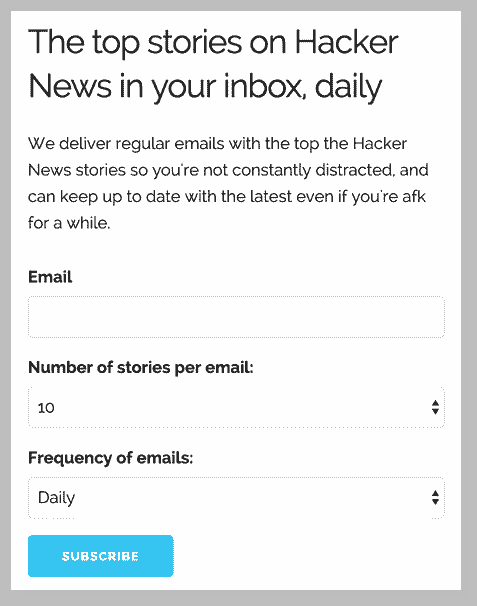 The top stories on Hacker
News in your inbox, daily
We deliver regular emails with the top the Hacker
News stories so you're not constantly distracted, and
can keep up to date with the latest even if you're afk
for a while.
Email
Number of stories per email:
10
Frequency of emails:
Daily
SUBSCRIBE